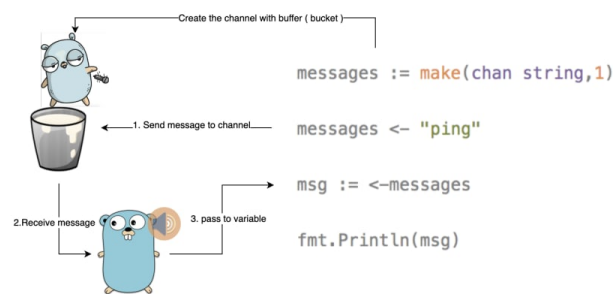 Create the channel with buffer ( bucket )
messages := make(chan string,1)
1. Send message to channel
messages <- "ping"
2.Receive message
3. pass to variable
msg := <-messages
fmt.Println(msg)